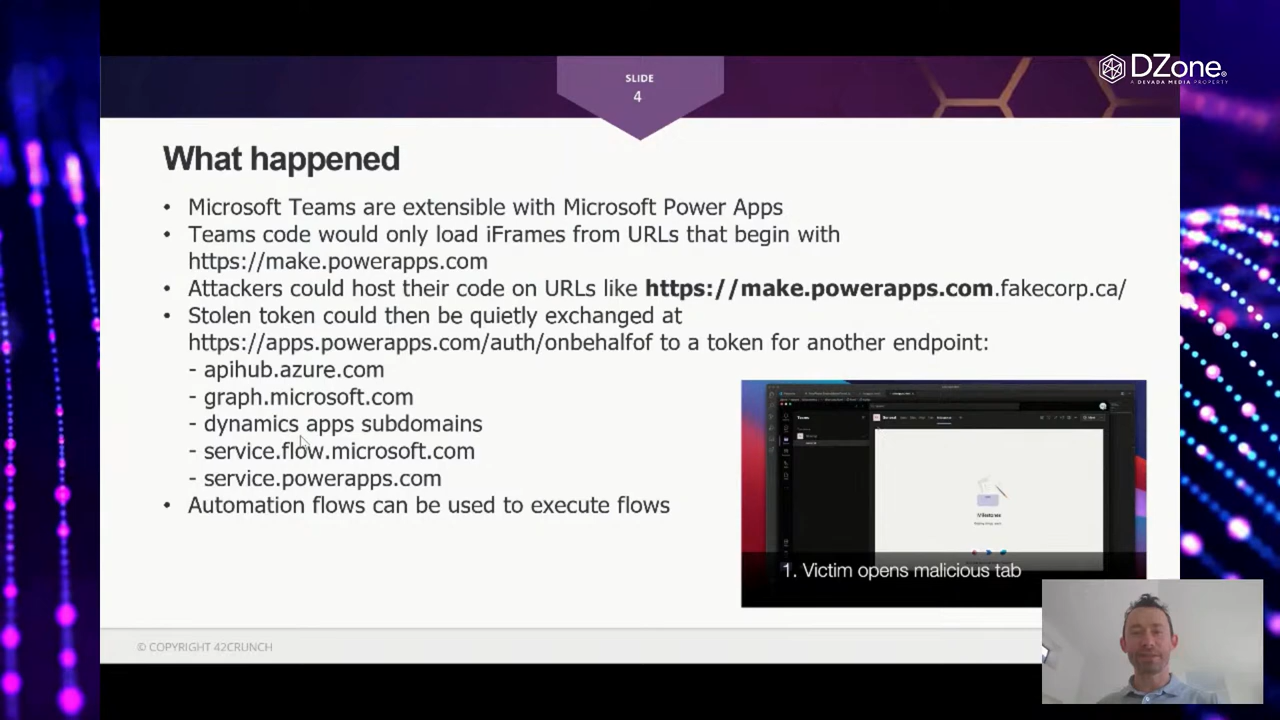 SLIDE
4
DZone.
A DEVADA MEDIA PROPERTY
What happened
• Microsoft Teams are extensible with Microsoft Power Apps
• Teams code would only load iFrames from URLs that begin with
https://make.powerapps.com
• Attackers could host their code on URLs like https://make.powerapps.com.fakecorp.ca/
• Stolen token could then be quietly exchanged at
https://apps.powerapps.com/auth/onbehalfof to a token for another endpoint:
- apihub.azure.com
- graph.microsoft.com
- dynamics apps subdomains
- service.flow.microsoft.com
- service.powerapps.com
• Automation flows can be used to execute flows
Teams
Milestones
1. Victim opens malicious tab
© COPYRIGHT 42CRUNCH